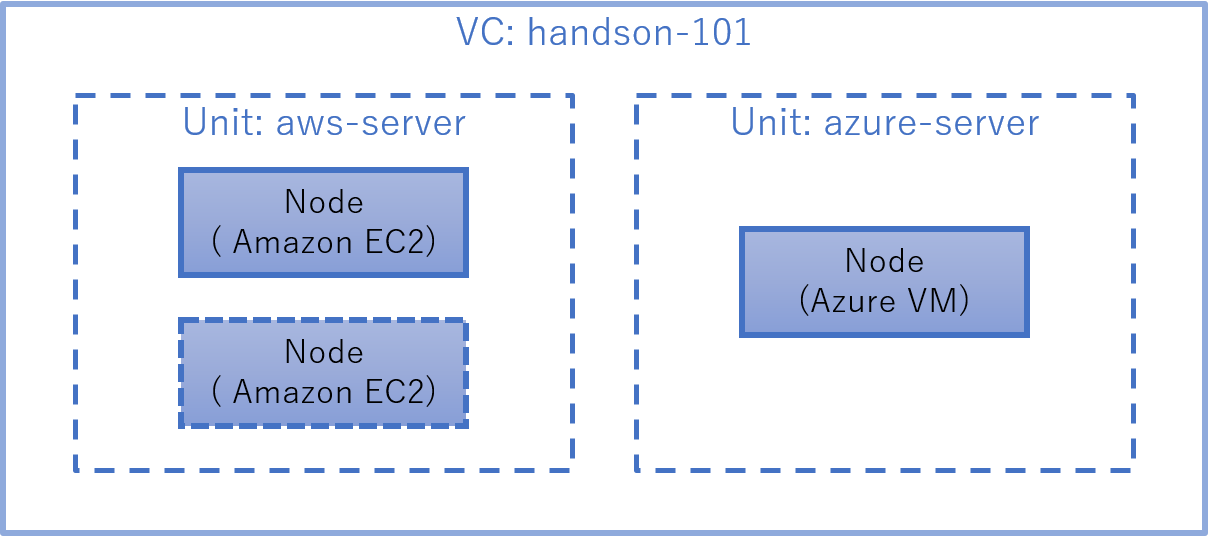 VC: handson-101
Unit: aws-server
Node
( Amazon EC2)
Node
( Amazon EC2)
Unit: azure-server
Node
(Azure VM)